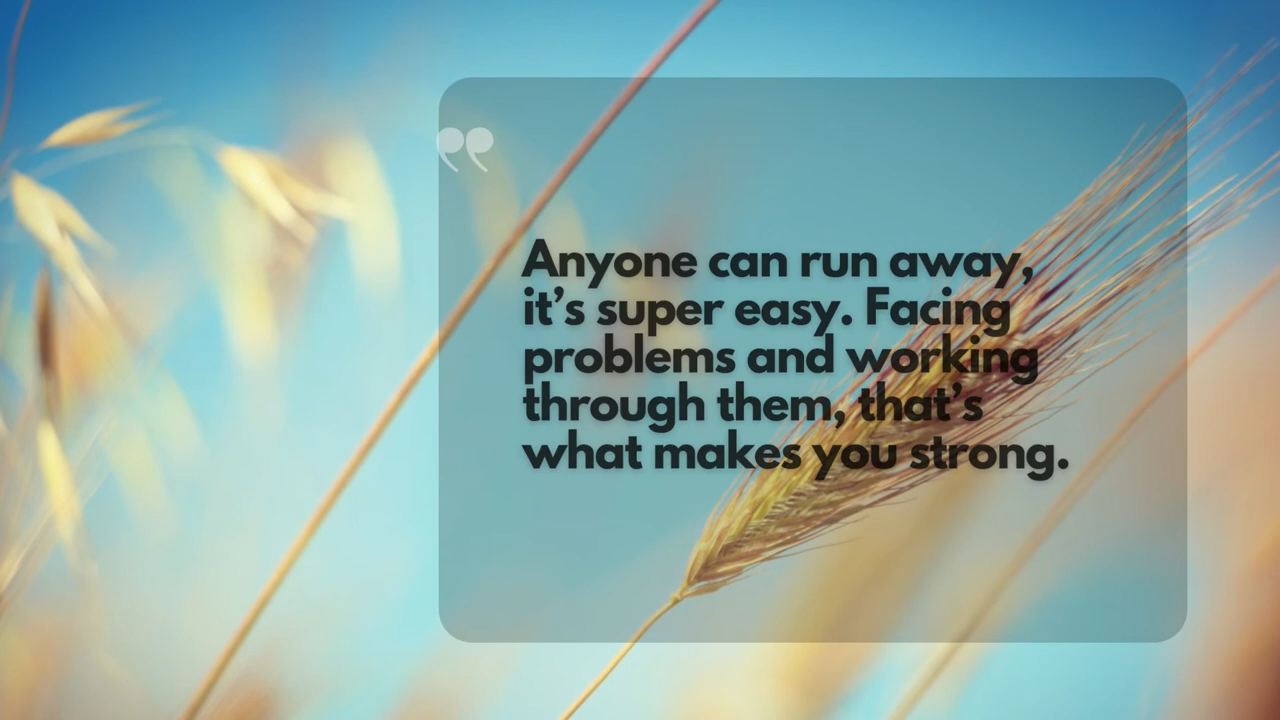 ”
Anyone can run away,
it’s super easy. Facing
problems and working
through them, that’s
what makes you strong.